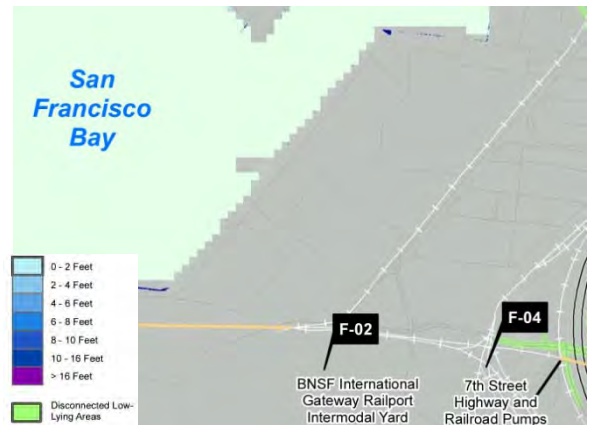 San
Francisco
Bay
0 - 2 Feet
2 - 4 Feet
4 - 6 Feet
6 - 8 Feet
8 - 10 Feet
10 - 16 Feet
> 16 Feet
Disconnected Low-
Lying Areas
F-02
BNSF International
Gateway Railport
Intermodal Yard
F-04
7th Street
Highway and
Railroad Pumps